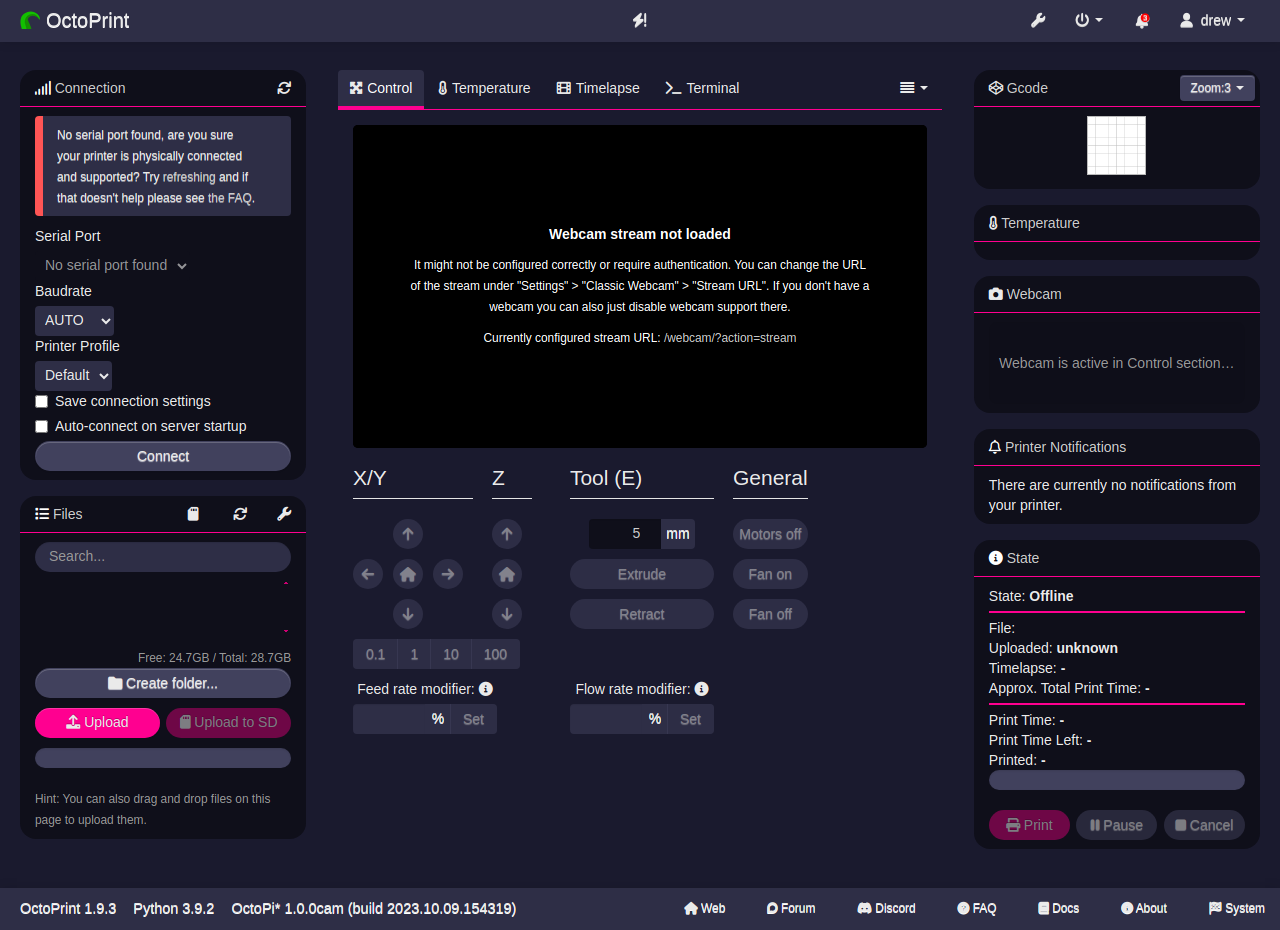 OctoPrint
3
drew
Connection
No serial port found, are you sure
your printer is physically connected
and supported? Try refreshing and if
that doesn't help please see the FAQ.
Serial Port
No serial port found
Baudrate
AUTO
Printer Profile
Default
Save connection settings
Auto-connect on server startup
Connect
Files
Search...
Free: 24.7GB / Total: 28.7GB
Create folder...
Upload
Upload to SD
Hint: You can also drag and drop files on this
page to upload them.
Control
Temperature
Timelapse
Terminal
Webcam stream not loaded
It might not be configured correctly or require authentication. You can change the URL
of the stream under "Settings" > "Classic Webcam" > "Stream URL". If you don't have a
webcam you can also just disable webcam support there.
Currently configured stream URL: /webcam/?action=stream
X/Y
Z
Tool (E)
General
5 mm
Motors off
Extrude
Fan on
Retract
Fan off
0.1 1 10 100
Feed rate modifier:
Flow rate modifier:
% Set
% Set
Gcode
Zoom:3
Temperature
Webcam
Webcam is active in Control section…
Printer Notifications
There are currently no notifications from
your printer.
State
State: Offline
File:
Uploaded: unknown
Timelapse: -
Approx. Total Print Time: -
Print Time: -
Print Time Left: -
Printed: -
Print
Pause
Cancel
OctoPrint 1.9.3 Python 3.9.2 OctoPi* 1.0.0cam (build 2023.10.09.154319)
Web
Forum
Discord
FAQ
Docs
About
System